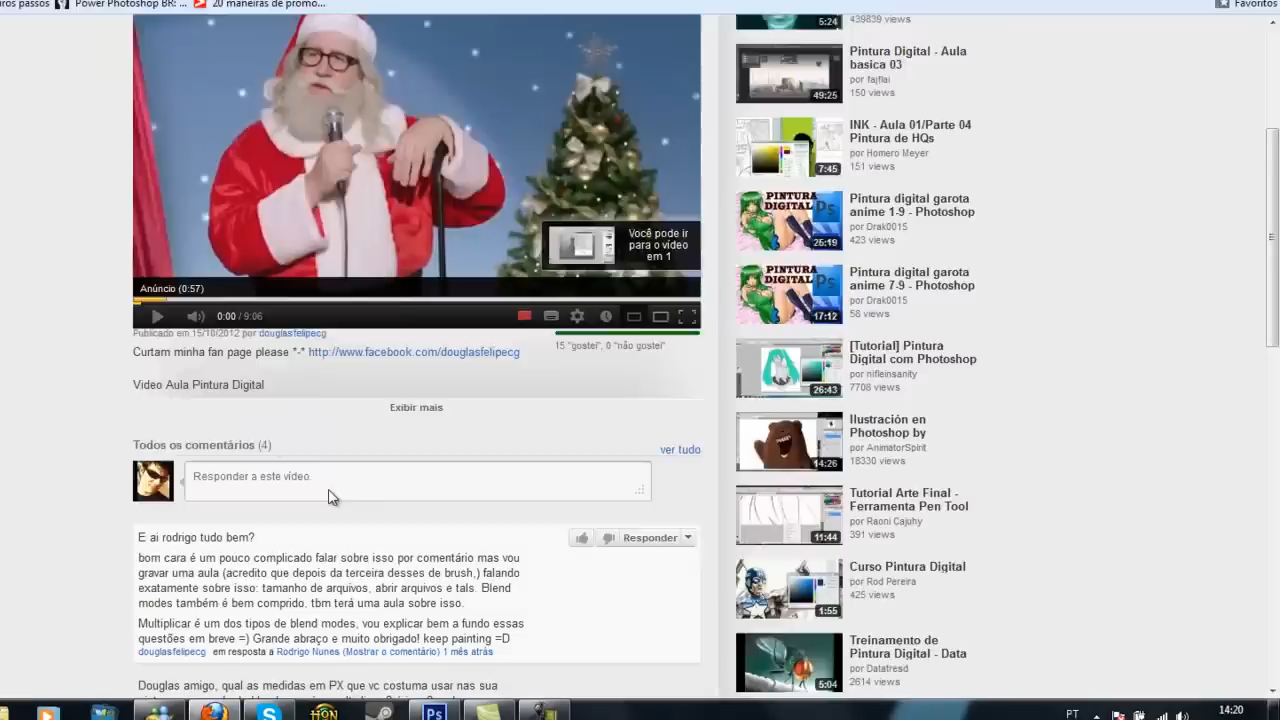 iros passos
Power Photoshop BR: ...
20 maneiras de promo...
Favoritos
Você pode ir
para o vídeo
em 1
Anúncio (0:57)
0:00 / 9:06
Publicado em 15/10/2012 por douglasfelipecg
15 "gostei", 0 "não gostei"
Curtam minha fan page please *-* http://www.facebook.com/douglasfelipecg
Video Aula Pintura Digital
Exibir mais
Todos os comentários (4)
ver tudo
Responder a este vídeo.
E ai rodrigo tudo bem?
Responder
bom cara é um pouco complicado falar sobre isso por comentário mas vou
gravar uma aula (acredito que depois da terceira desses de brush,) falando
exatamente sobre isso: tamanho de arquivos, abrir arquivos e tals. Blend
modes também é bem comprido, tbm terá uma aula sobre isso.
Multiplicar é um dos tipos de blend modes, vou explicar bem a fundo essas
questões em breve =) Grande abraço e muito obrigado! keep painting =D
douglasfelipecg em resposta a Rodrigo Nunes (Mostrar o comentário) 1 mês atrás
Douglas amigo, qual as medidas em PX que vc costuma usar nas sua
5:24
439839 views
49:25
Pintura Digital - Aula
basica 03
por fajflai
150 views
7:45
INK - Aula 01/Parte 04
Pintura de HQs
por Homero Meyer
151 views
PINTURA
DIGITAL
Ps
25:19
Pintura digital garota
anime 1-9 - Photoshop
por Drak0015
423 views
PINTURA
DIGITAL
Ps
17:12
Pintura digital garota
anime 7-9 - Photoshop
por Drak0015
58 views
26:43
[Tutorial] Pintura
Digital com Photoshop
por nifleinsanity
7708 views
14:26
Ilustración en
Photoshop by
por AnimatorSpirit
18330 views
11:44
Tutorial Arte Final -
Ferramenta Pen Tool
por Raoni Cajuhy
391 views
1:55
Curso Pintura Digital
por Rod Pereira
425 views
5:04
Treinamento de
Pintura Digital - Data
por Datatresd
2614 views
HON
Ps
PT
14:20